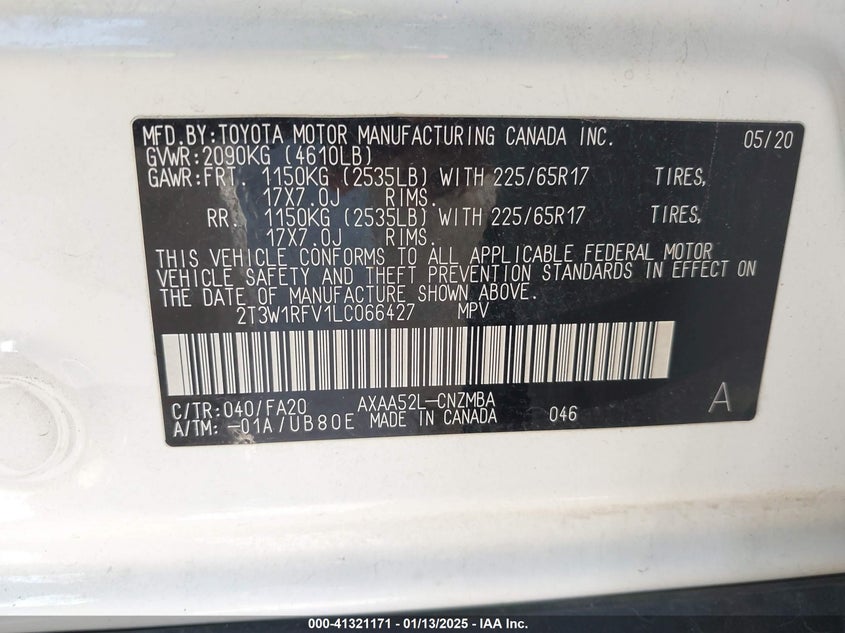 MFD.BY:TOYOTA MOTOR MANUFACTURING CANADA INC. 05/20
GVWR:2090KG (4610LB)
GAWR:FRT. 1150KG (2535LB) WITH 225/65R17 TIRES,
17X7.0J RIMS.
RR. 1150KG (2535LB) WITH 225/65R17 TIRES,
17X7.0J RIMS.
THIS VEHICLE CONFORMS TO ALL APPLICABLE FEDERAL MOTOR
VEHICLE SAFETY AND THEFT PREVENTION STANDARDS IN EFFECT ON
THE DATE OF MANUFACTURE SHOWN ABOVE.
2T3W1RFV1LC066427 MPV
C/TR:040/FA20 AXAA52L-CNZMBA
A/TM:-01A/UB80E MADE IN CANADA 046 A
000-41321171 - 01/13/2025 - IAA Inc.